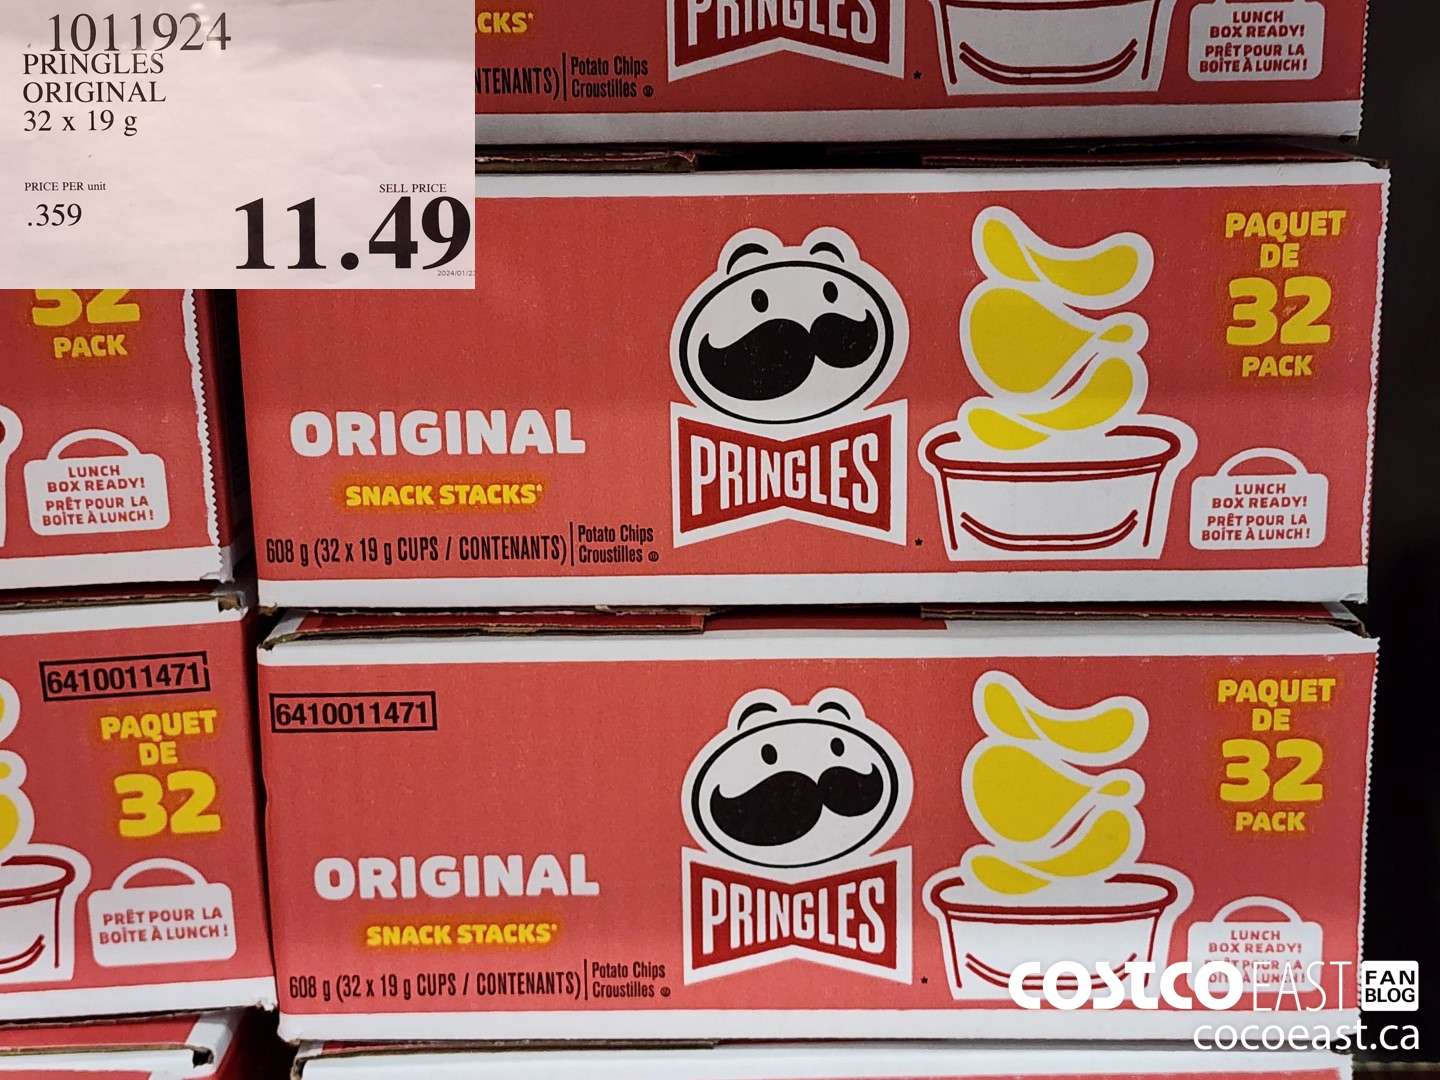 1011924
PRINGLES
ORIGINAL
32 x 19 g
PRICE PER unit
.359
SELL PRICE
11.49
CKS*
NTENANTS)
Potato Chips
Croustilles
PRINGLES
*
LUNCH
BOX READY!
PRÊT POUR LA
BOÎTE À LUNCH!
32
PACK
LUNCH
BOX READY!
PRÊT POUR LA
BOÎTE À LUNCH!
ORIGINAL
SNACK STACKS*
608 g (32 x 19 g CUPS / CONTENANTS)
Potato Chips
Croustilles
PRINGLES
*
PAQUET
DE
32
PACK
LUNCH
BOX READY!
PRÊT POUR LA
BOÎTE À LUNCH!
6410011471
PAQUET
DE
32
PRÊT POUR LA
BOÎTE À LUNCH!
6410011471
ORIGINAL
SNACK STACKS*
608 g (32 x 19 g CUPS / CONTENANTS)
Potato Chips
Croustilles
PRINGLES
*
PAQUET
DE
32
PACK
LUNCH
BOX READY!
COSTCO EAST FAN BLOG
cocoeast.ca